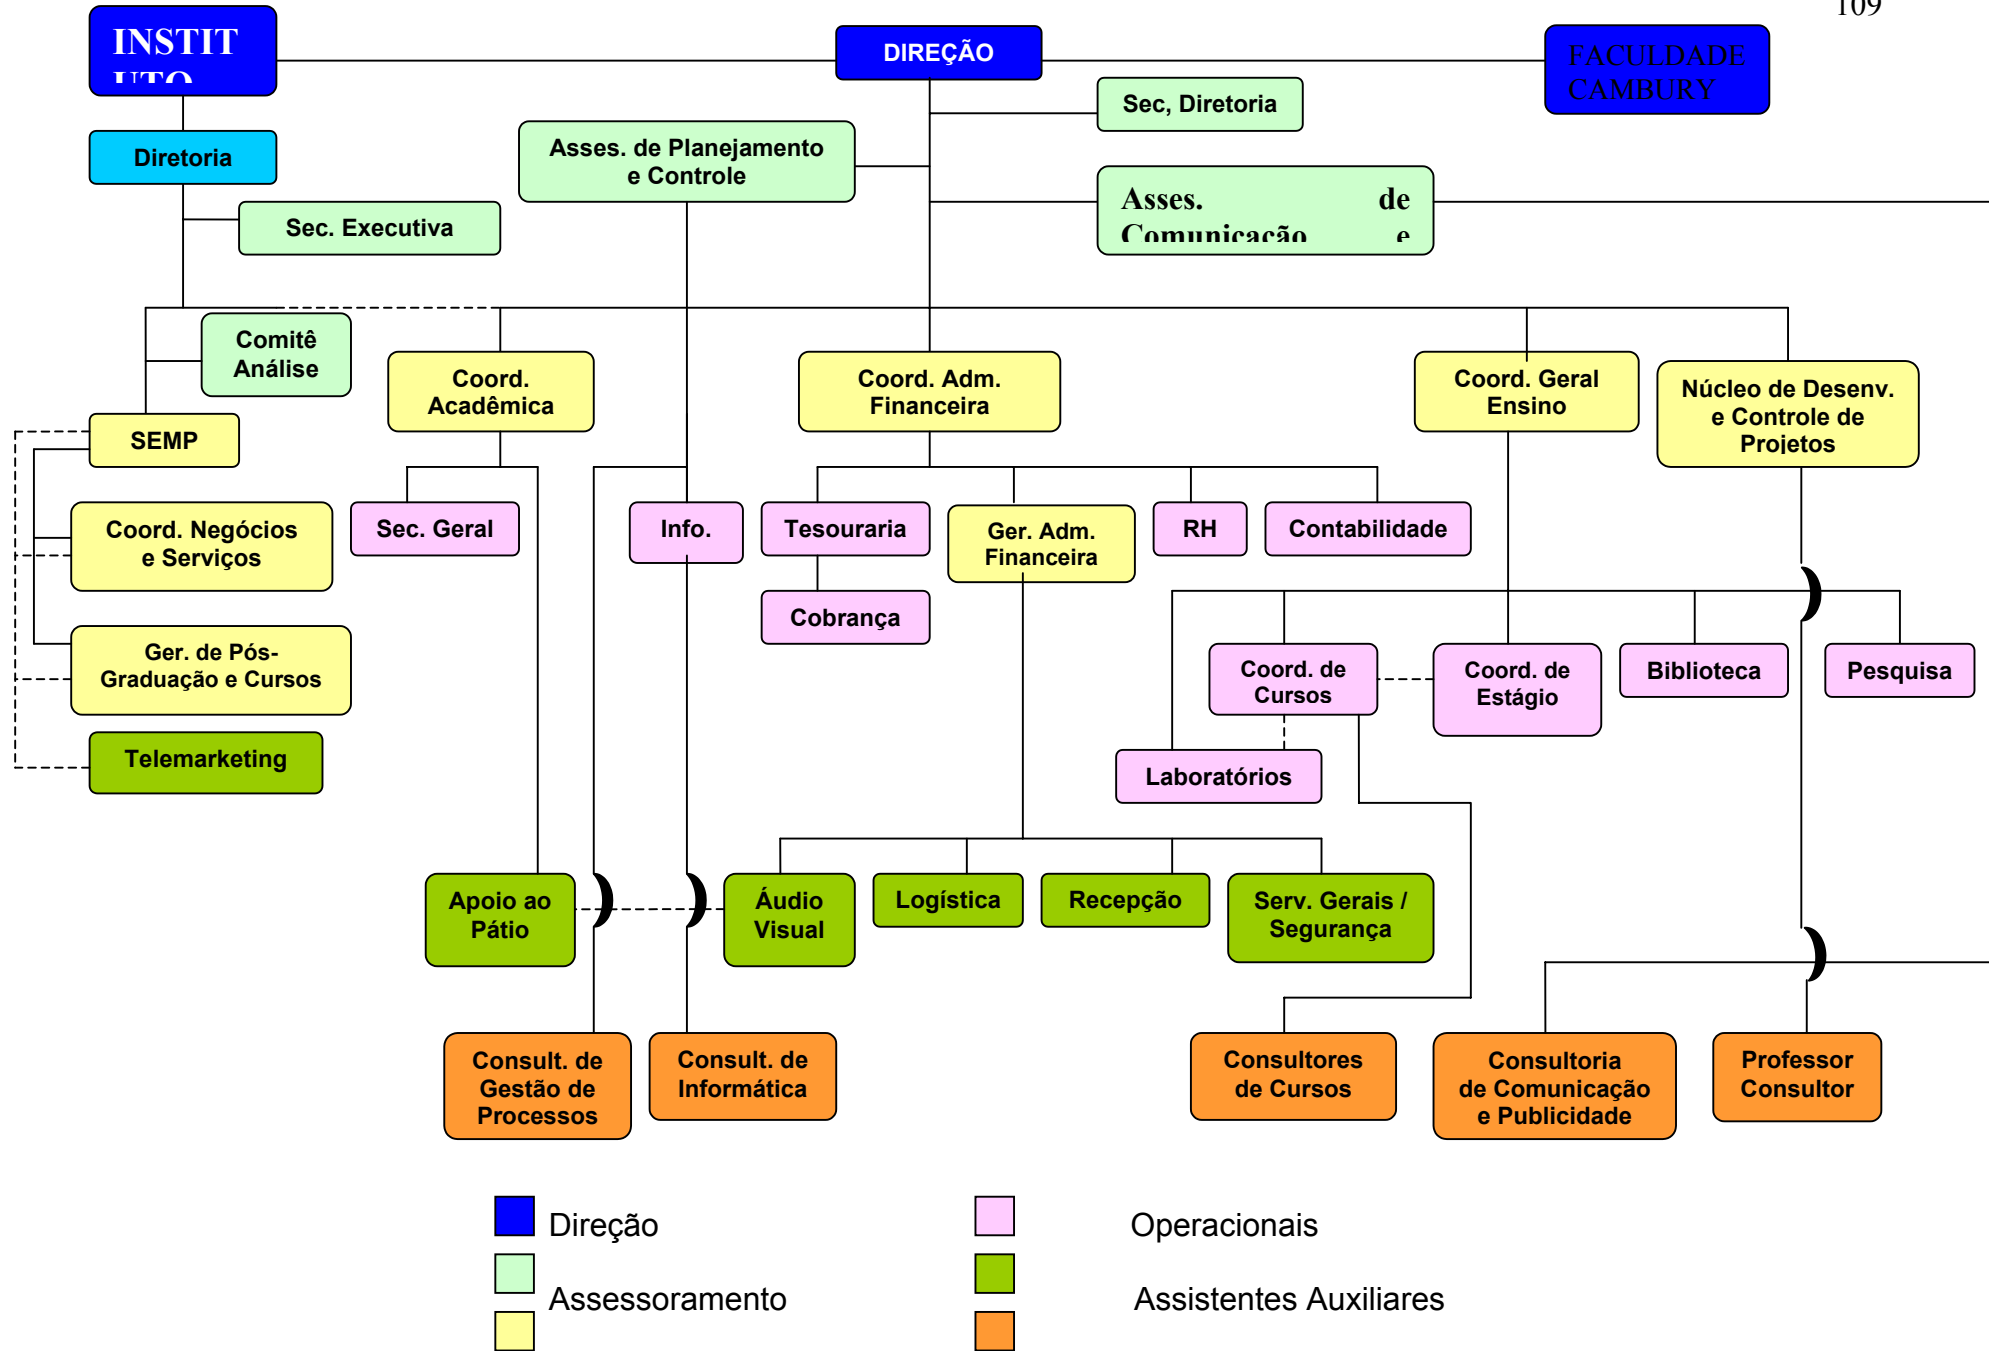 109
INSTIT
UTO
DIREÇÃO
FACULDADE
CAMBURY
Sec, Diretoria
Diretoria
Asses. de Planejamento
e Controle
Asses. de
Comunicação e
Sec. Executiva
Comitê
Análise
Coord.
Acadêmica
Coord. Adm.
Financeira
Coord. Geral
Ensino
Núcleo de Desenv.
e Controle de
Projetos
SEMP
Coord. Negócios
e Serviços
Sec. Geral
Info.
Tesouraria
Ger. Adm.
Financeira
RH
Contabilidade
Cobrança
Ger. de Pós-
Graduação e Cursos
Coord. de
Cursos
Coord. de
Estágio
Biblioteca
Pesquisa
Telemarketing
Laboratórios
Apoio ao
Pátio
Áudio
Visual
Logística
Recepção
Serv. Gerais /
Segurança
Consult. de
Gestão de
Processos
Consult. de
Informática
Consultores
de Cursos
Consultoria
de Comunicação
e Publicidade
Professor
Consultor
Direção
Operacionais
Assessoramento
Assistentes Auxiliares